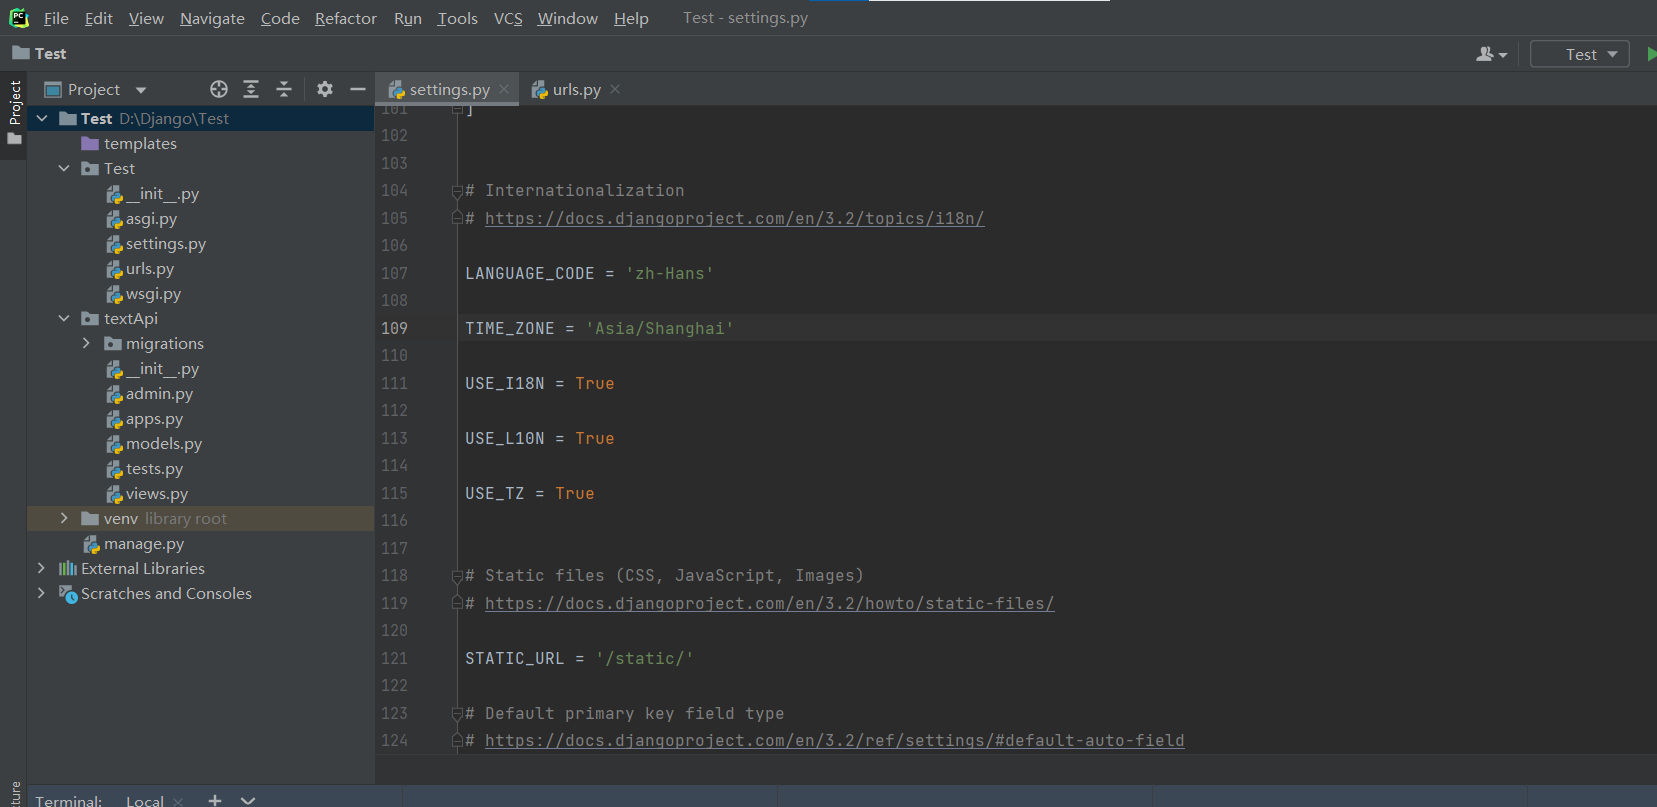 File Edit View Navigate Code Refactor Run Tools VCS Window Help Test - settings.py
Test
Test
Project
Project
settings.py
urls.py
Test D:\Django\Test
templates
Test
__init__.py
asgi.py
settings.py
urls.py
wsgi.py
textApi
migrations
__init__.py
admin.py
apps.py
models.py
tests.py
views.py
venv library root
manage.py
External Libraries
Scratches and Consoles
101 ]
102
103
104 # Internationalization
105 # https://docs.djangoproject.com/en/3.2/topics/i18n/
106
107 LANGUAGE_CODE = 'zh-Hans'
108
109 TIME_ZONE = 'Asia/Shanghai'
110
111 USE_I18N = True
112
113 USE_L10N = True
114
115 USE_TZ = True
116
117
118 # Static files (CSS, JavaScript, Images)
119 # https://docs.djangoproject.com/en/3.2/howto/static-files/
120
121 STATIC_URL = '/static/'
122
123 # Default primary key field type
124 # https://docs.djangoproject.com/en/3.2/ref/settings/#default-auto-field
Terminal: Local